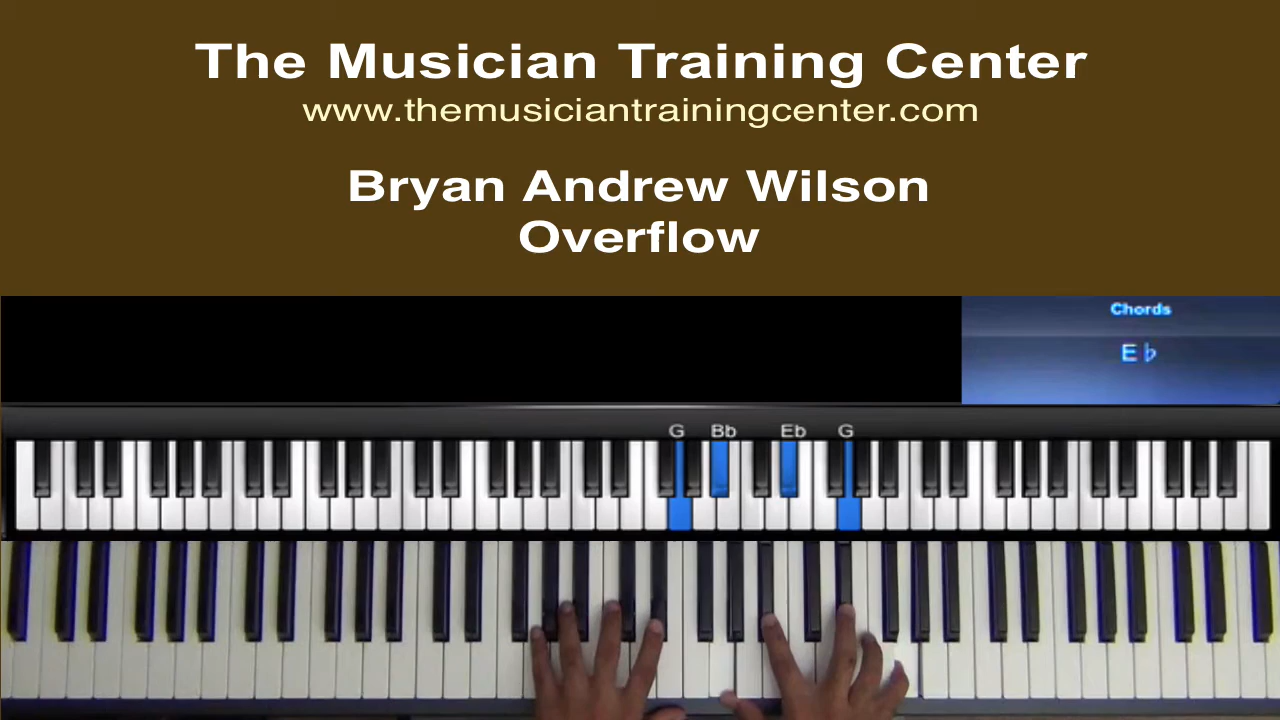 The Musician Training Center
www.themusiciantrainingcenter.com
Bryan Andrew Wilson
Overflow
Chords
E♭
G Bb Eb G